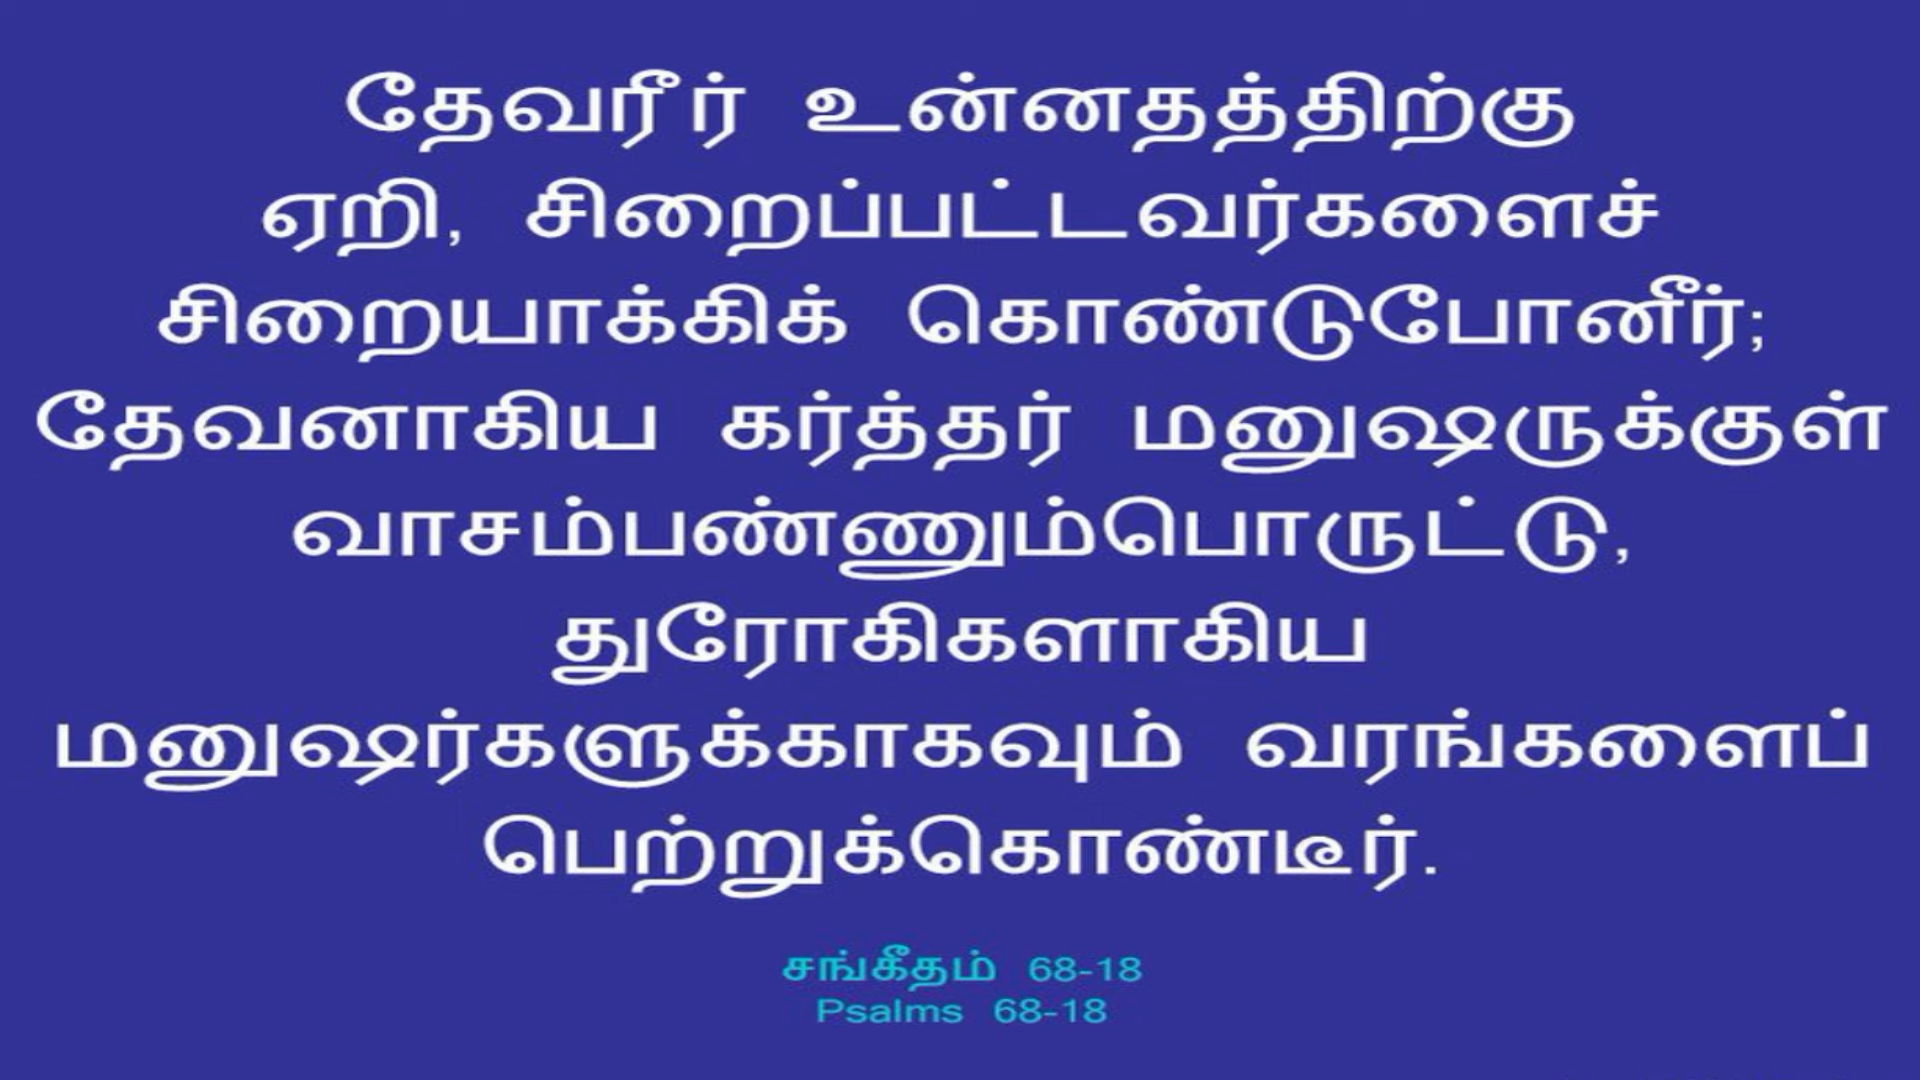 தேவரீர் உன்னதத்திற்கு
ஏறி, சிறைப்பட்டவர்களைச்
சிறையாக்கிக் கொண்டுபோனீர்;
தேவனாகிய கர்த்தர் மனுஷருக்குள்
வாசம்பண்ணும்பொருட்டு,
துரோகிகளாகிய
மனுஷர்களுக்காகவும் வரங்களைப்
பெற்றுக்கொண்டீர்.
சங்கீதம் 68-18
Psalms 68-18